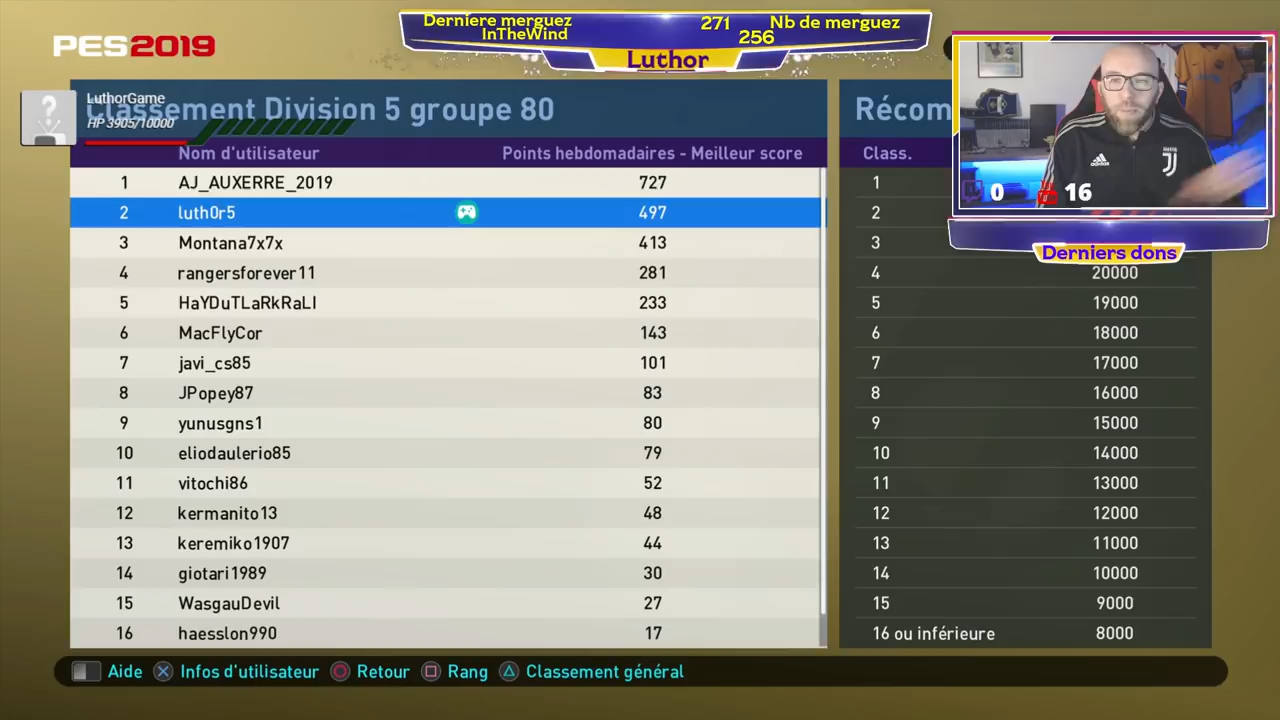 Derniere merguez
InTheWind
271
256
Nb de merguez
Luthor
PES2019
LuthorGame
HP 3905/10000
Classement Division 5 groupe 80
Nom d'utilisateur Points hebdomadaires - Meilleur score
1 AJ_AUXERRE_2019 727
2 luth0r5 497
3 Montana7x7x 413
4 rangersforever11 281
5 HaYDuTLaRkRaLI 233
6 MacFlyCor 143
7 javi_cs85 101
8 JPopey87 83
9 yunusgns1 80
10 eliodaulerio85 79
11 vitochi86 52
12 kermanito13 48
13 keremiko1907 44
14 giotari1989 30
15 WasgauDevil 27
16 haesslon990 17
Récom
Class.
1
2
3
4 20000
5 19000
6 18000
7 17000
8 16000
9 15000
10 14000
11 13000
12 12000
13 11000
14 10000
15 9000
16 ou inférieure 8000
0 16
Derniers dons
Aide Infos d'utilisateur Retour Rang Classement général